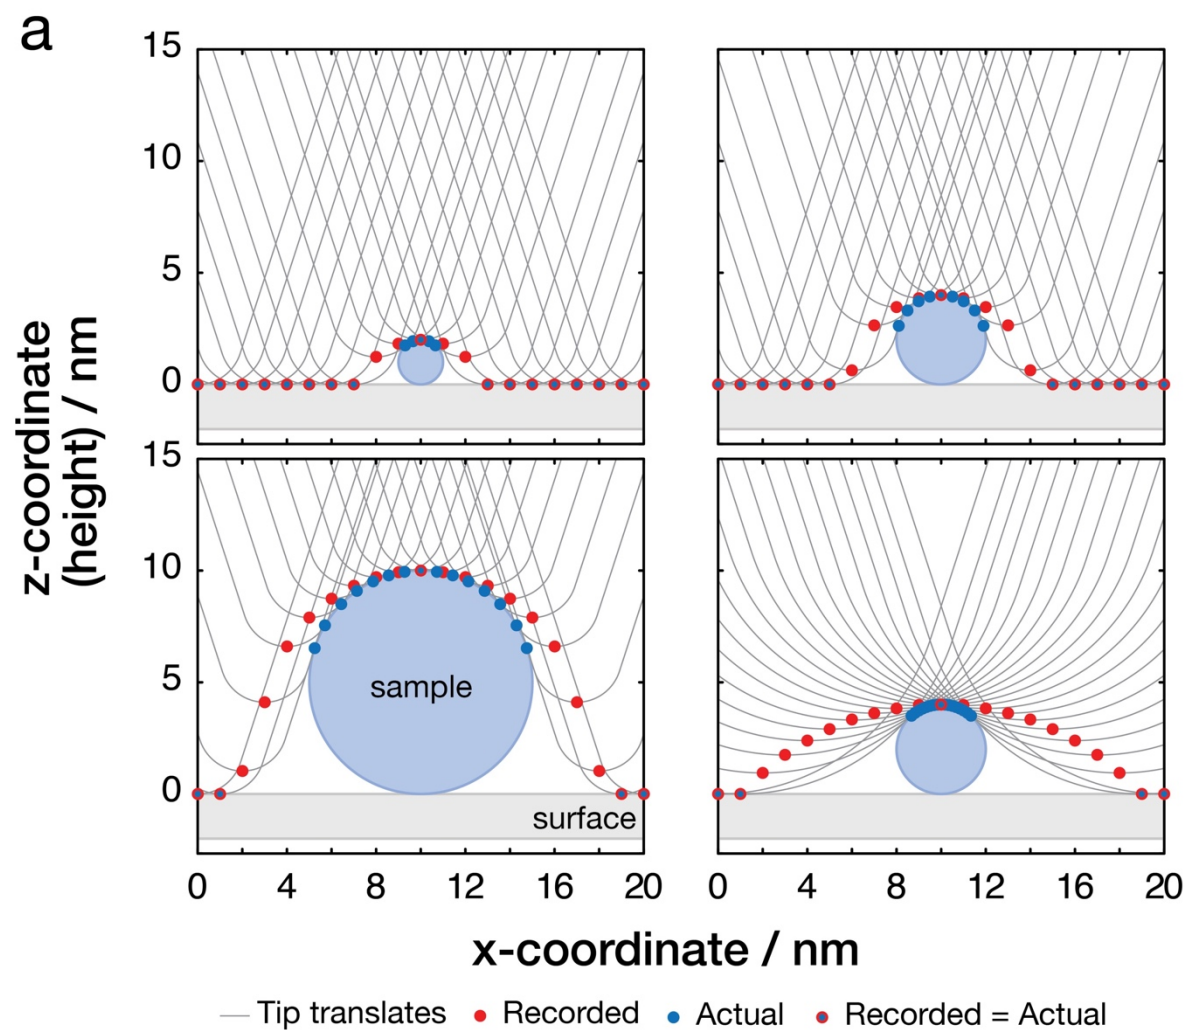 a
15
10
5
0
15
10
5
0
z-coordinate
(height) / nm
sample
surface
0 4 8 12 16 20
0 4 8 12 16 20
x-coordinate / nm
Tip translates Recorded Actual Recorded = Actual